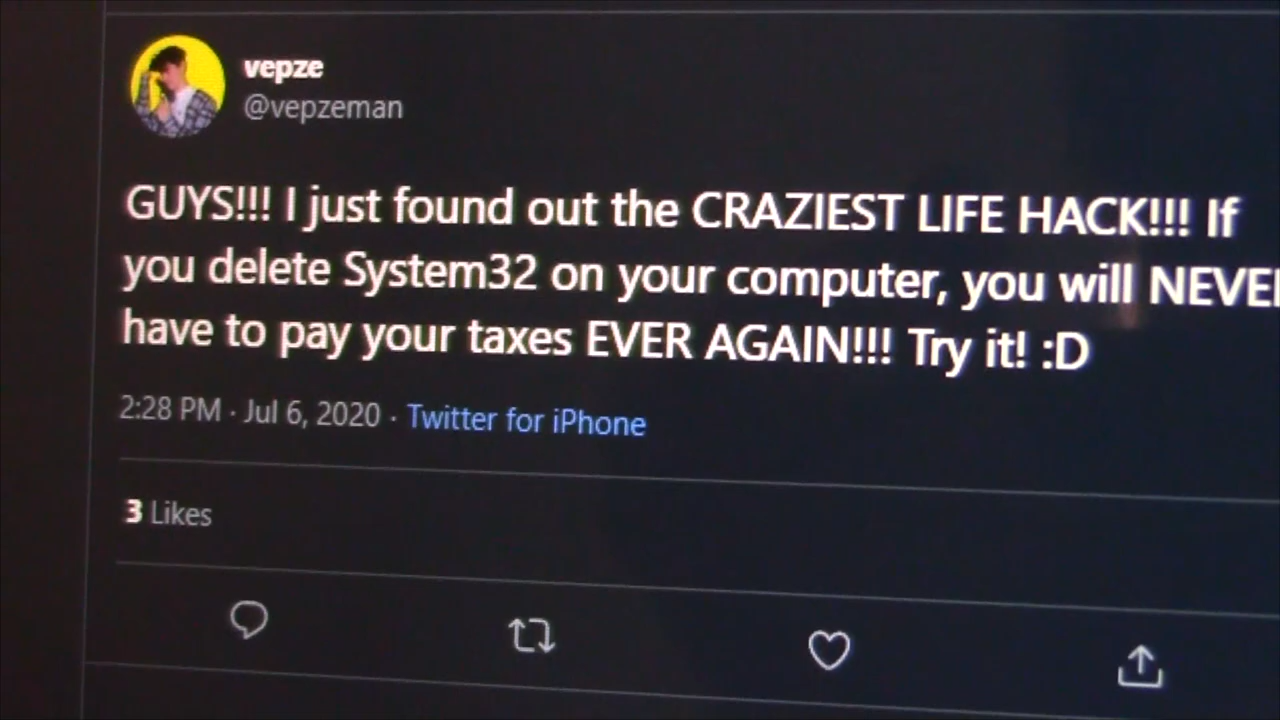 vepze
@vepzeman
GUYS!!! I just found out the CRAZIEST LIFE HACK!!! If
you delete System32 on your computer, you will NEVE
have to pay your taxes EVER AGAIN!!! Try it! :D
2:28 PM · Jul 6, 2020 · Twitter for iPhone
3 Likes